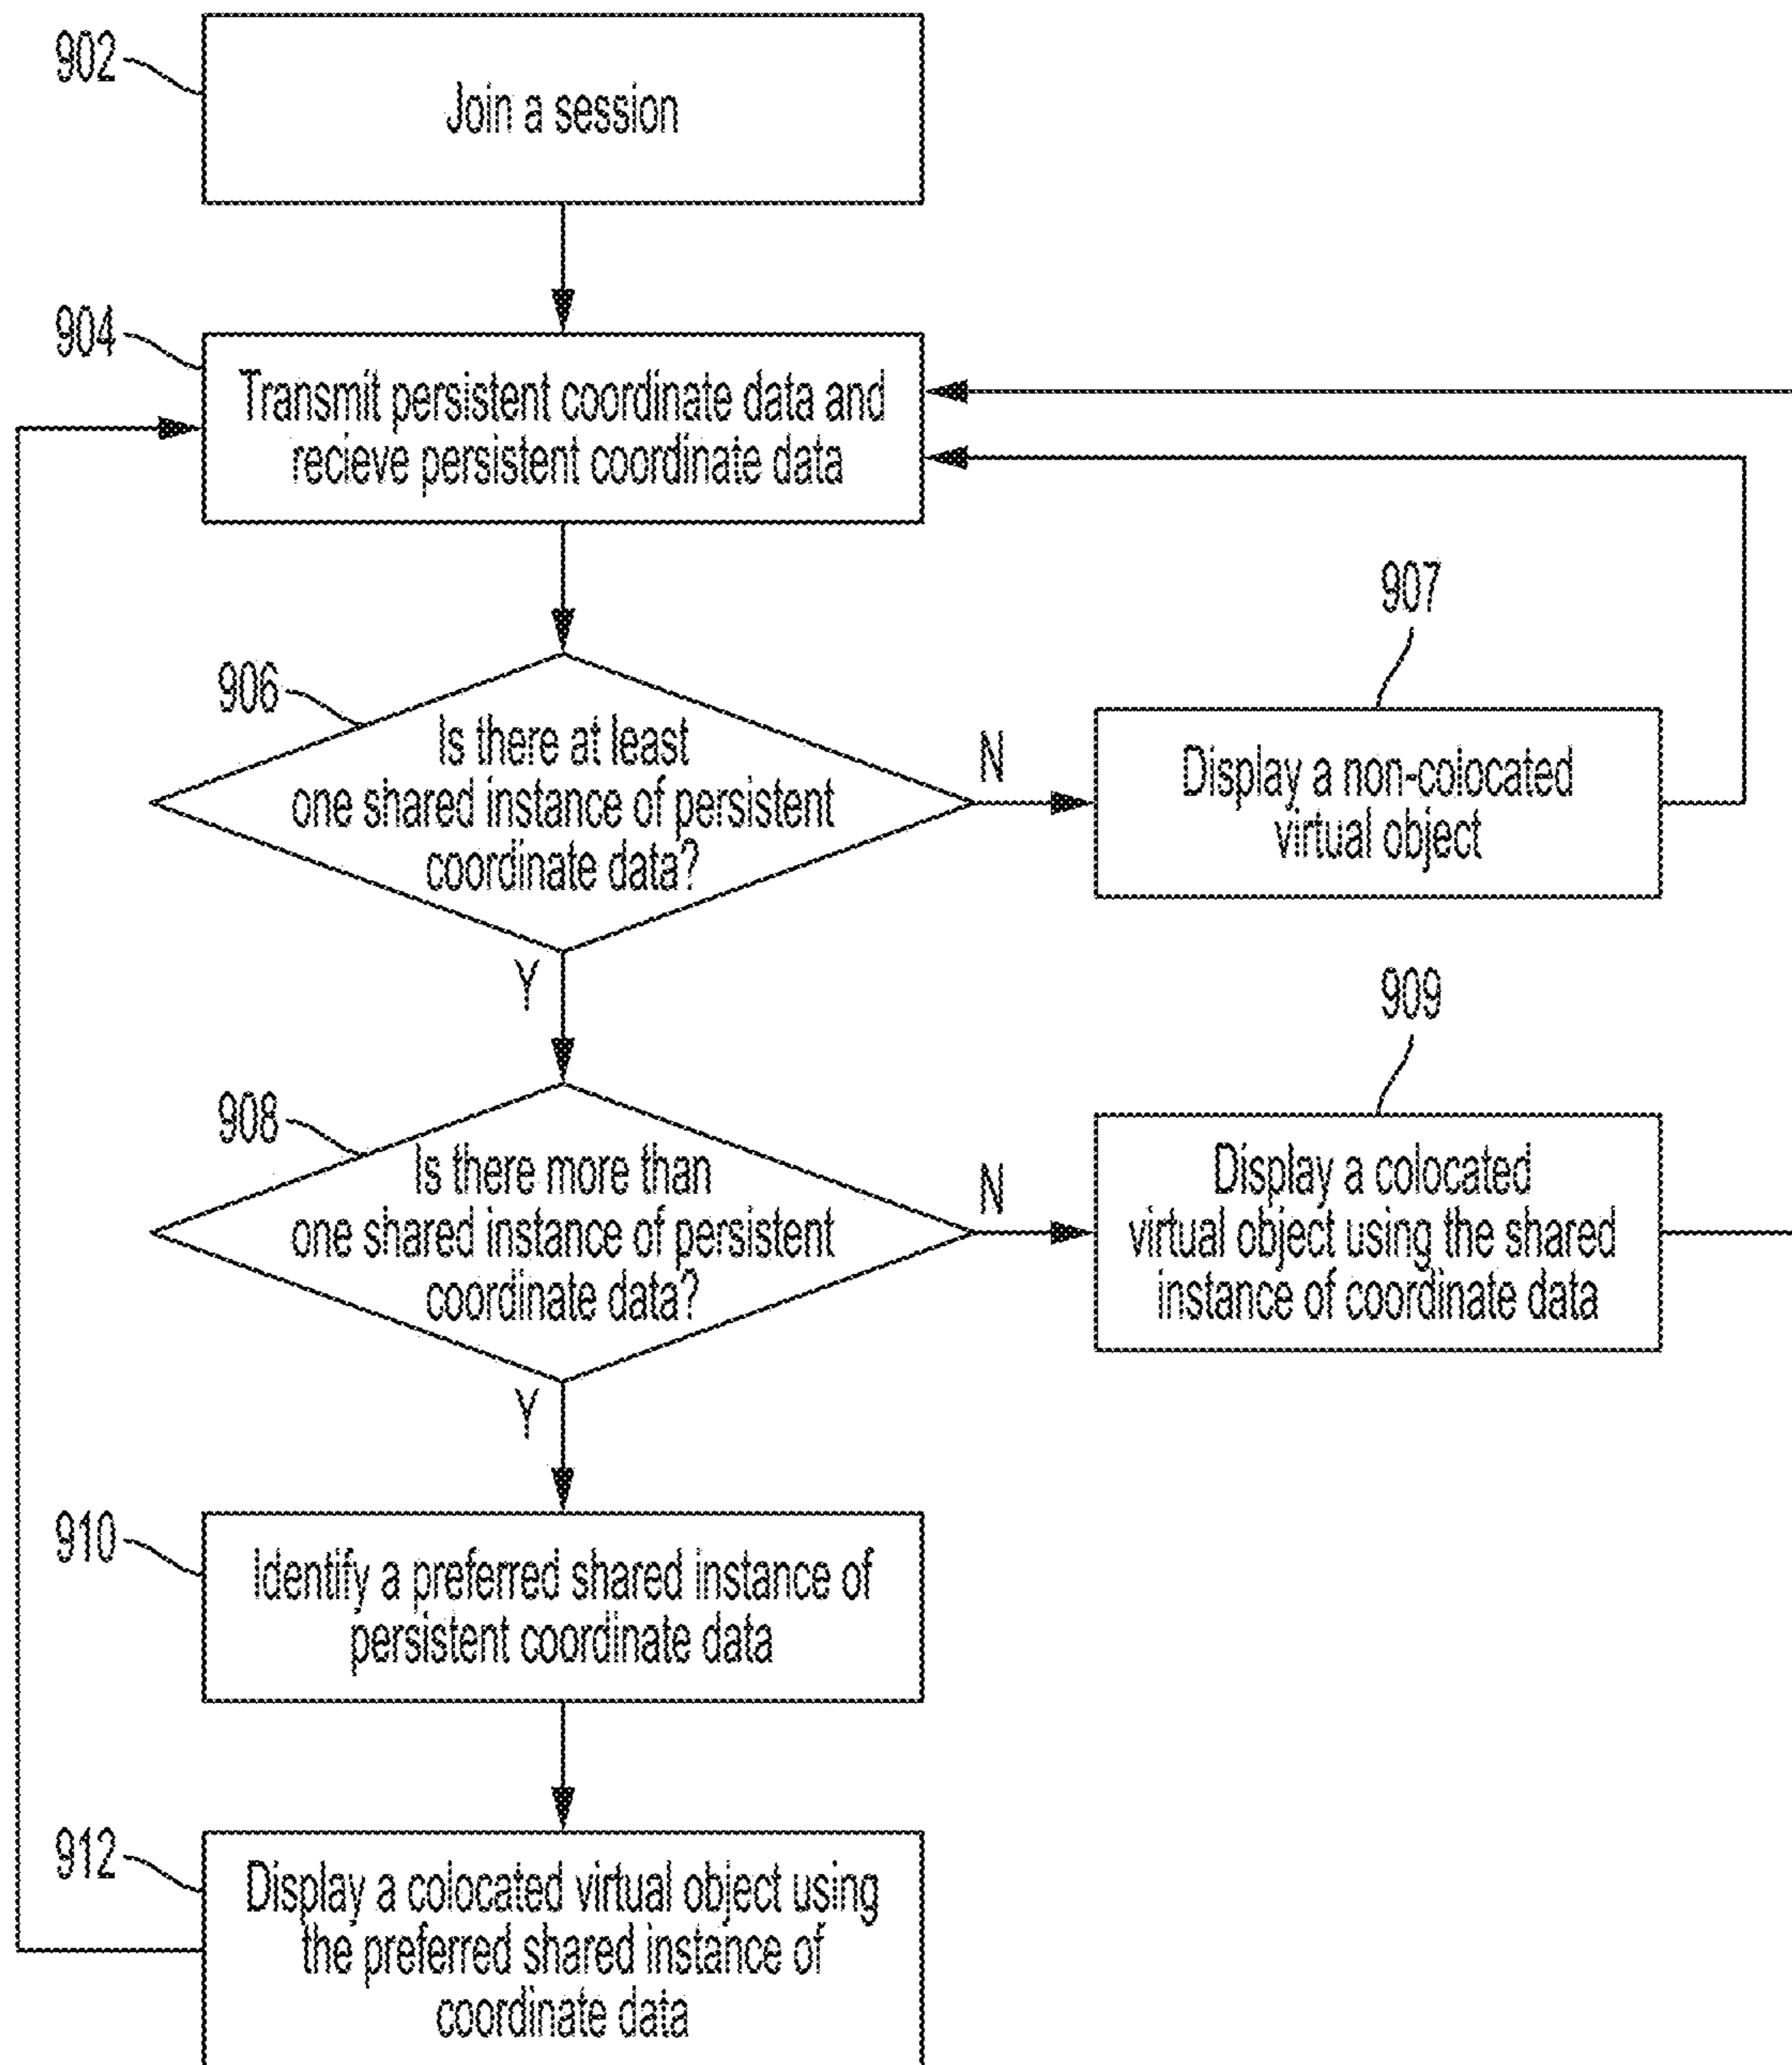 902
Join a session
904
Transmit persistent coordinate data and
recieve persistent coordinate data
906
Is there at least
one shared instance of persistent
coordinate data?
N
907
Display a non-colocated
virtual object
Y
908
Is there more than
one shared instance of persistent
coordinate data?
N
909
Display a colocated
virtual object using the shared
instance of coordinate data
Y
910
Identify a preferred shared instance of
persistent coordinate data
912
Display a colocated virtual object using
the preferred shared instance of
coordinate data